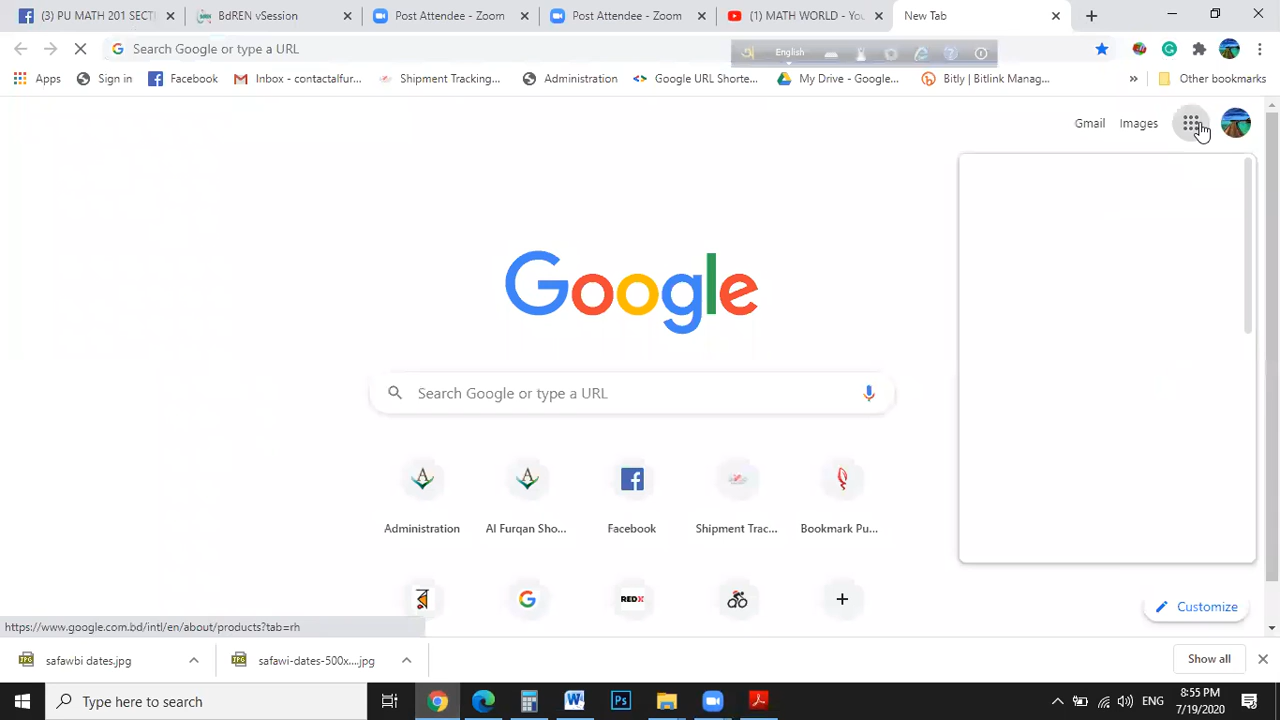 (3) PU MATH 201 SECTI
BdREN vSession
Post Attendee - Zoom
Post Attendee - Zoom
(1) MATH WORLD - You
New Tab
Search Google or type a URL
English
Apps
Sign in
Facebook
Inbox - contactalfur...
Shipment Tracking...
Administration
Google URL Shorte...
My Drive - Google...
Bitly | Bitlink Manag...
Other bookmarks
Gmail
Images
Google
Search Google or type a URL
Administration
Al Furqan Sho...
Facebook
Shipment Trac...
Bookmark Pu...
REDX
Customize
https://www.google.com.bd/intl/en/about/products?tab=rh
safawbi dates.jpg
safawi-dates-500x....jpg
Show all
Type here to search
ENG
8:55 PM
7/19/2020